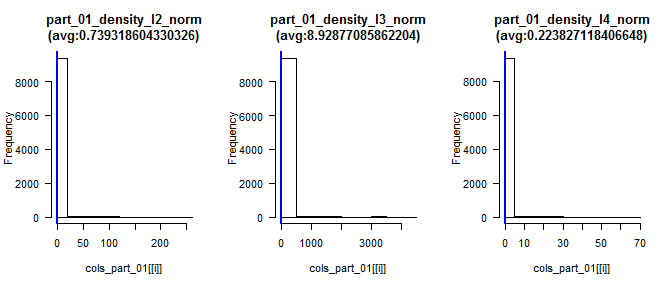 part_01_density_l2_norm
(avg:0.739318604330326)
Frequency
8000
6000
4000
2000
0
0 50 100 200
cols_part_01[[i]]
part_01_density_l3_norm
(avg:8.92877085862204)
Frequency
8000
6000
4000
2000
0
0 1000 3000
cols_part_01[[i]]
part_01_density_l4_norm
(avg:0.223827118406648)
Frequency
8000
6000
4000
2000
0
0 10 30 50 70
cols_part_01[[i]]